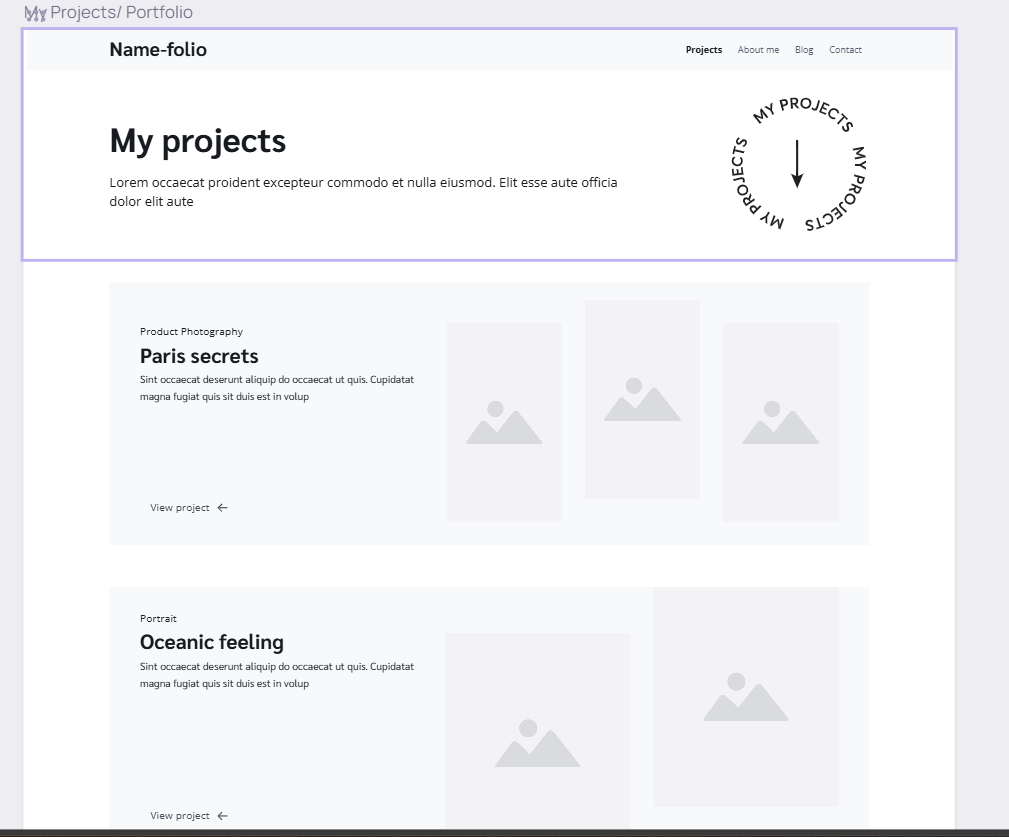 My Projects/ Portfolio
Name-folio
Projects About me Blog Contact
My projects
Lorem occaecat proident excepteur commodo et nulla eiusmod. Elit esse aute officia
dolor elit aute
MY PROJECTS MY PROJECTS MY PROJECTS MY PROJECTS
Product Photography
Paris secrets
Sint occaecat deserunt aliquip do occaecat ut quis. Cupidatat
magna fugiat quis sit duis est in volup
View project
Portrait
Oceanic feeling
Sint occaecat deserunt aliquip do occaecat ut quis. Cupidatat
magna fugiat quis sit duis est in volup
View project